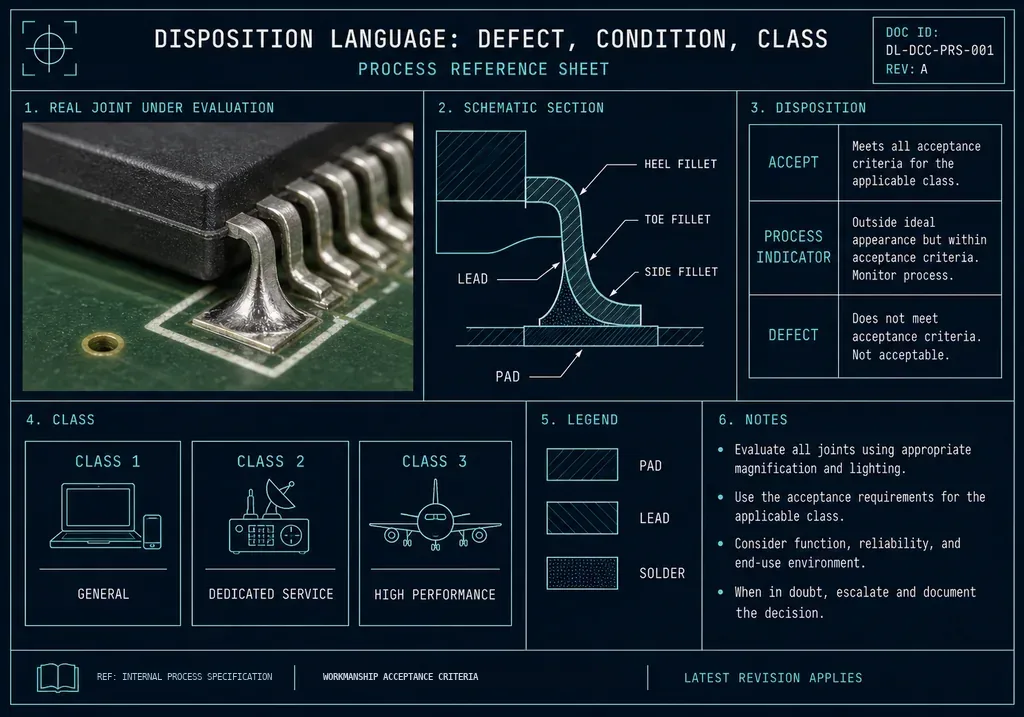 DISPOSITION LANGUAGE: DEFECT, CONDITION, CLASS
PROCESS REFERENCE SHEET
DOC ID:
DL-DCC-PRS-001
REV: A
1. REAL JOINT UNDER EVALUATION
2. SCHEMATIC SECTION
HEEL FILLET
TOE FILLET
SIDE FILLET
LEAD
PAD
3. DISPOSITION
ACCEPT
Meets all acceptance
criteria for the
applicable class.
PROCESS
INDICATOR
Outside ideal
appearance but within
acceptance criteria.
Monitor process.
DEFECT
Does not meet
acceptance criteria.
Not acceptable.
4. CLASS
CLASS 1
GENERAL
CLASS 2
DEDICATED SERVICE
CLASS 3
HIGH PERFORMANCE
5. LEGEND
PAD
LEAD
SOLDER
6. NOTES
• Evaluate all joints using appropriate
magnification and lighting.
• Use the acceptance requirements for the
applicable class.
• Consider function, reliability, and
end-use environment.
• When in doubt, escalate and document
the decision.
REF: INTERNAL PROCESS SPECIFICATION
WORKMANSHIP ACCEPTANCE CRITERIA
LATEST REVISION APPLIES